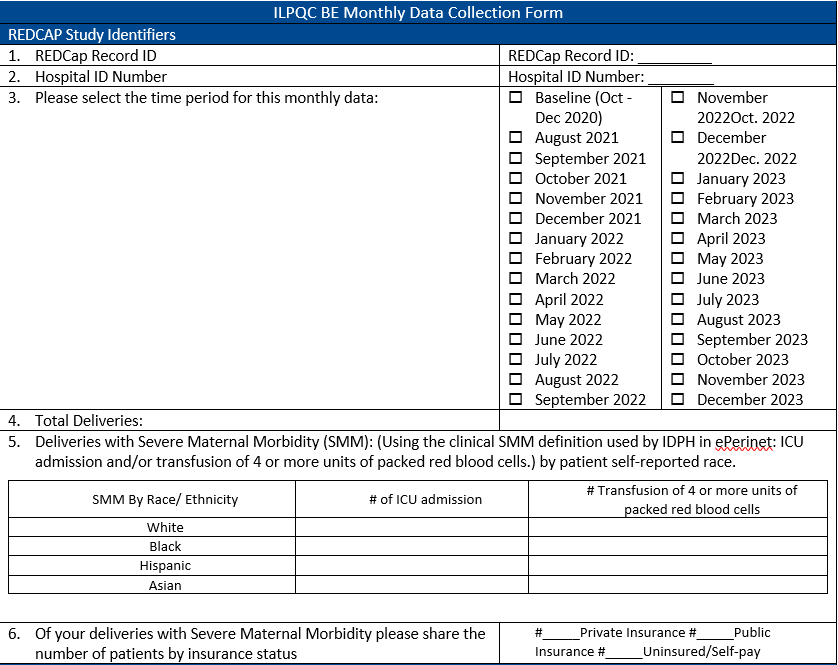 ILPQC BE Monthly Data Collection Form
REDCAP Study Identifiers
1. REDCap Record ID
REDCap Record ID: _________
2. Hospital ID Number
Hospital ID Number: ________
3. Please select the time period for this monthly data:
☐ Baseline (Oct -
Dec 2020)
☐ August 2021
☐ September 2021
☐ October 2021
☐ November 2021
☐ December 2021
☐ January 2022
☐ February 2022
☐ March 2022
☐ April 2022
☐ May 2022
☐ June 2022
☐ July 2022
☐ August 2022
☐ September 2022
☐ November
2022Oct. 2022
☐ December
2022Dec. 2022
☐ January 2023
☐ February 2023
☐ March 2023
☐ April 2023
☐ May 2023
☐ June 2023
☐ July 2023
☐ August 2023
☐ September 2023
☐ October 2023
☐ November 2023
☐ December 2023
4. Total Deliveries:
5. Deliveries with Severe Maternal Morbidity (SMM): (Using the clinical SMM definition used by IDPH in ePerinet: ICU
admission and/or transfusion of 4 or more units of packed red blood cells.) by patient self-reported race.
SMM By Race/ Ethnicity
# of ICU admission
# Transfusion of 4 or more units of
packed red blood cells
White
Black
Hispanic
Asian
6. Of your deliveries with Severe Maternal Morbidity please share the
number of patients by insurance status
#_____Private Insurance #_____Public
Insurance #_____Uninsured/Self-pay